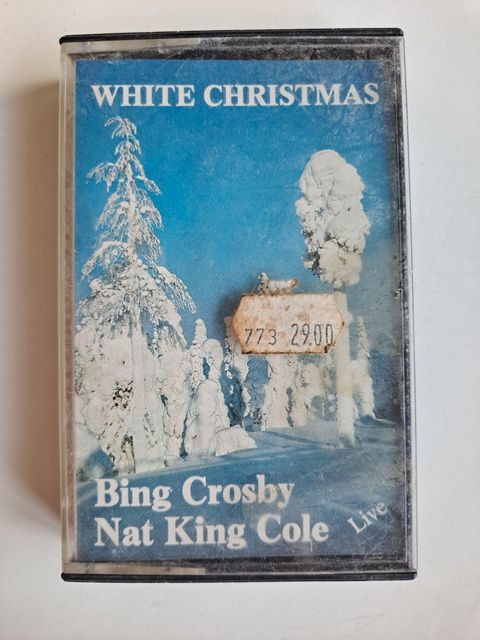 WHITE CHRISTMAS
773 29.00
Bing Crosby
Nat King Cole
Live